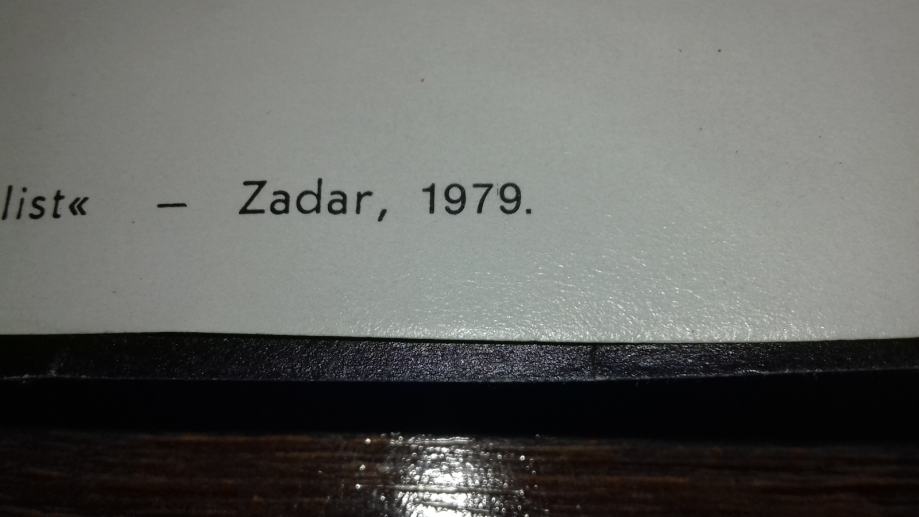 list« — Zadar, 1979.